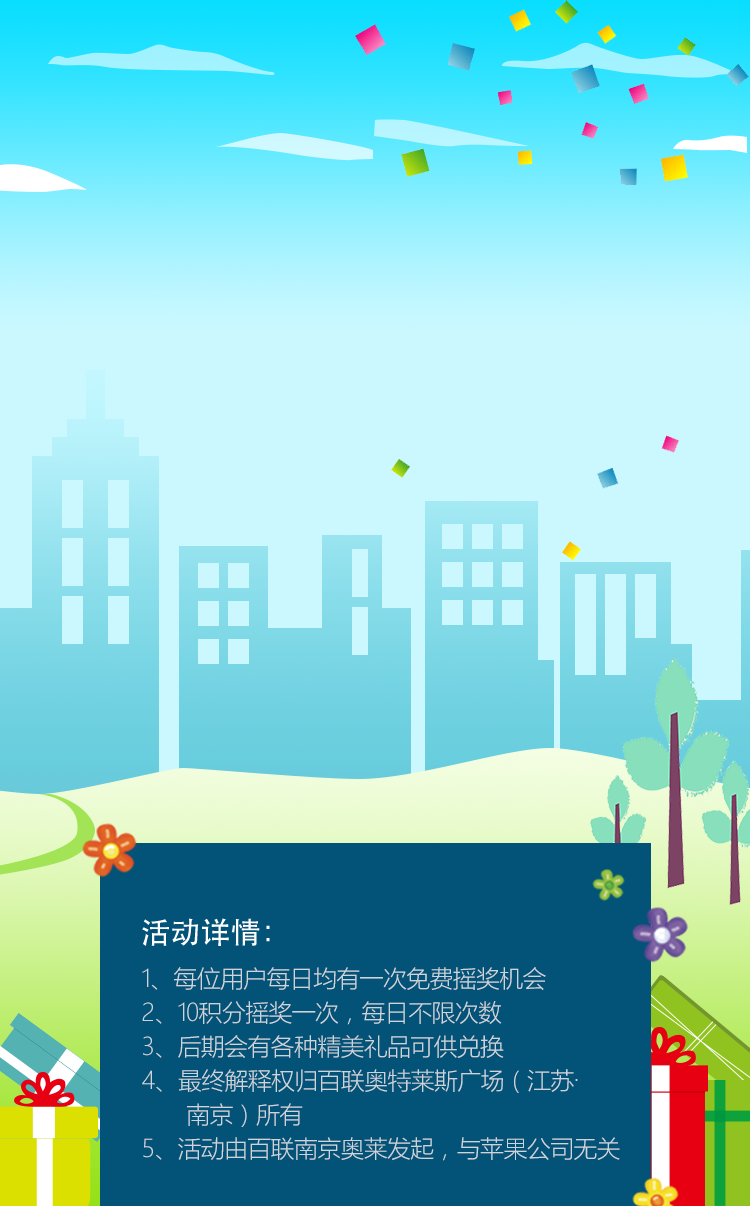 活动详情：
1、每位用户每日均有一次免费摇奖机会
2、10积分摇奖一次，每日不限次数
3、后期会有各种精美礼品可供兑换
4、最终解释权归百联奥特莱斯广场（江苏·
南京）所有
5、活动由百联南京奥莱发起，与苹果公司无关